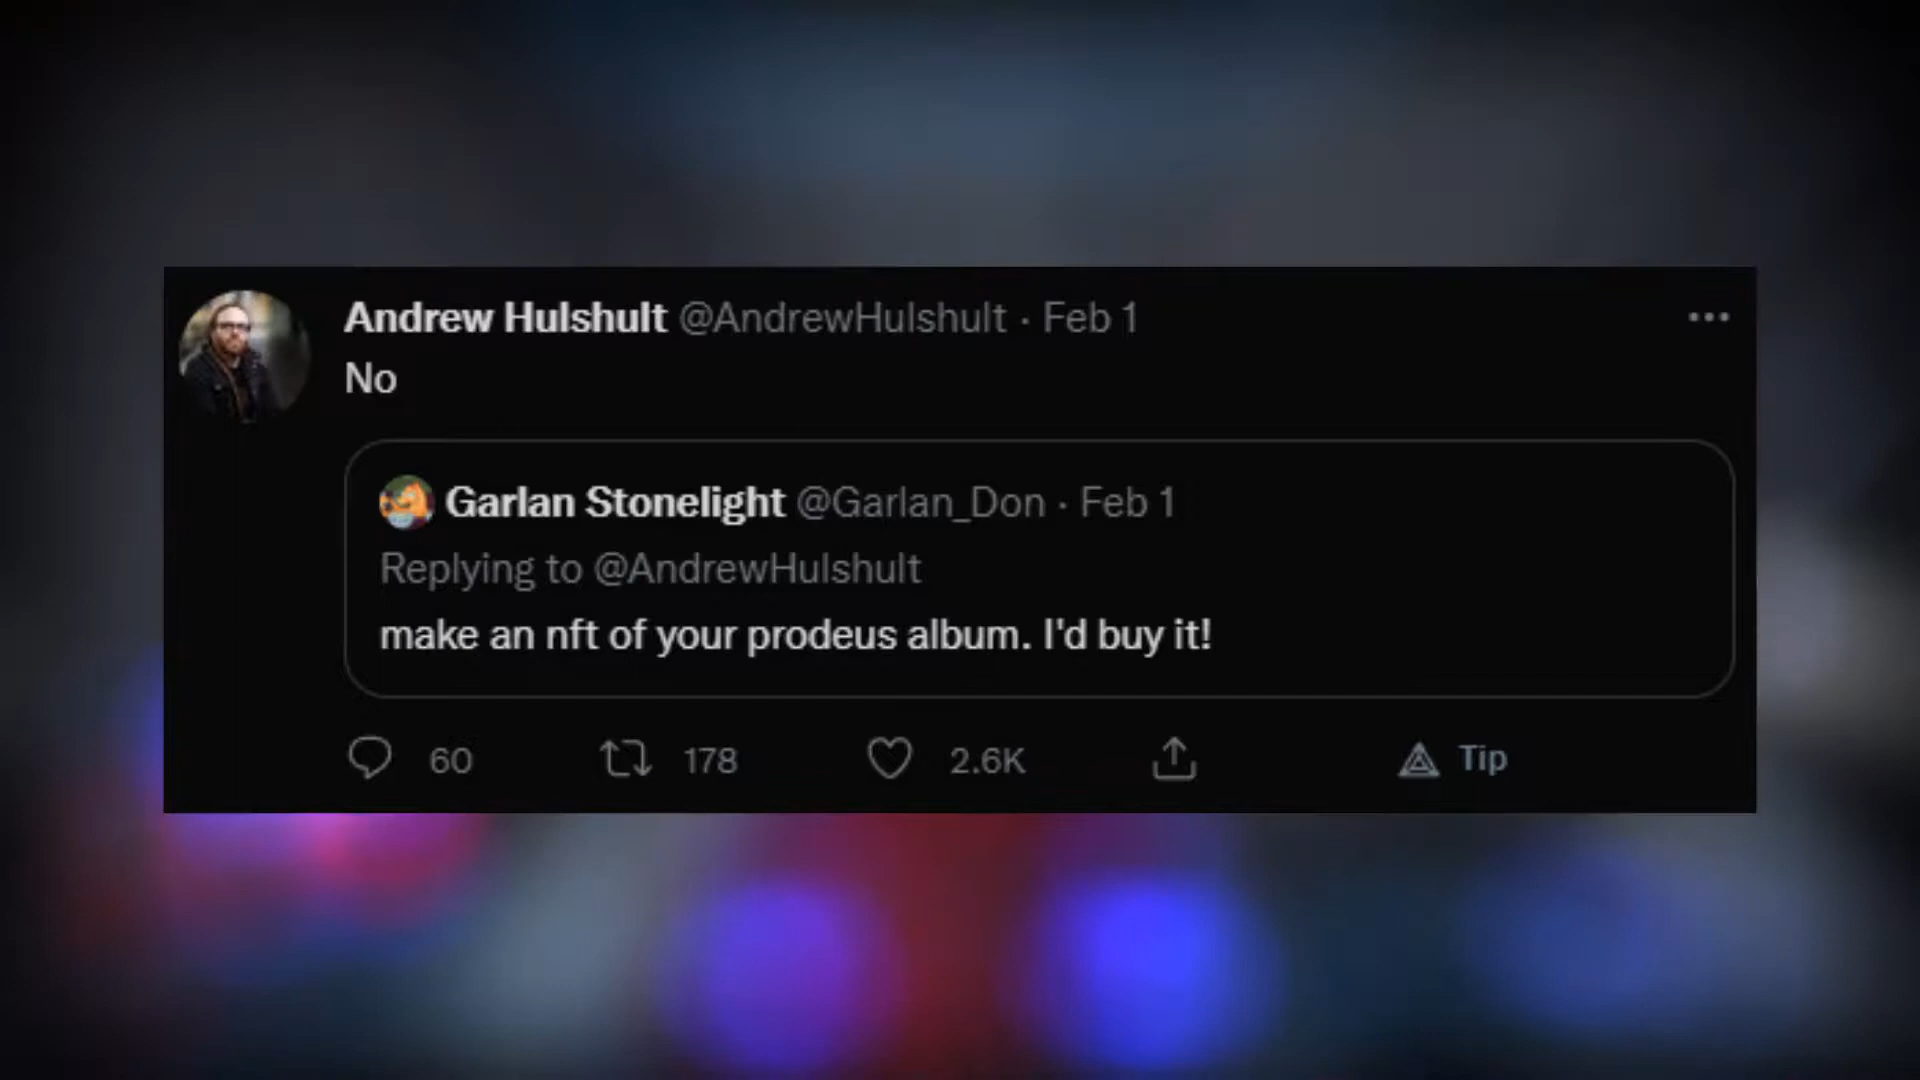 Andrew Hulshult @AndrewHulshult · Feb 1
No
Garlan Stonelight @Garlan_Don · Feb 1
Replying to @AndrewHulshult
make an nft of your prodeus album. I'd buy it!
60 178 2.6K Tip